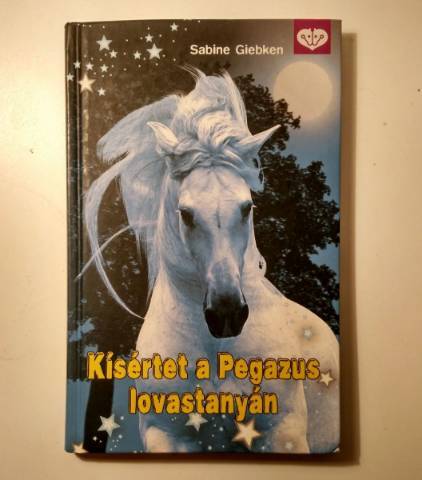 Sabine Giebken
Kísértet a Pegazus
lovastanyán